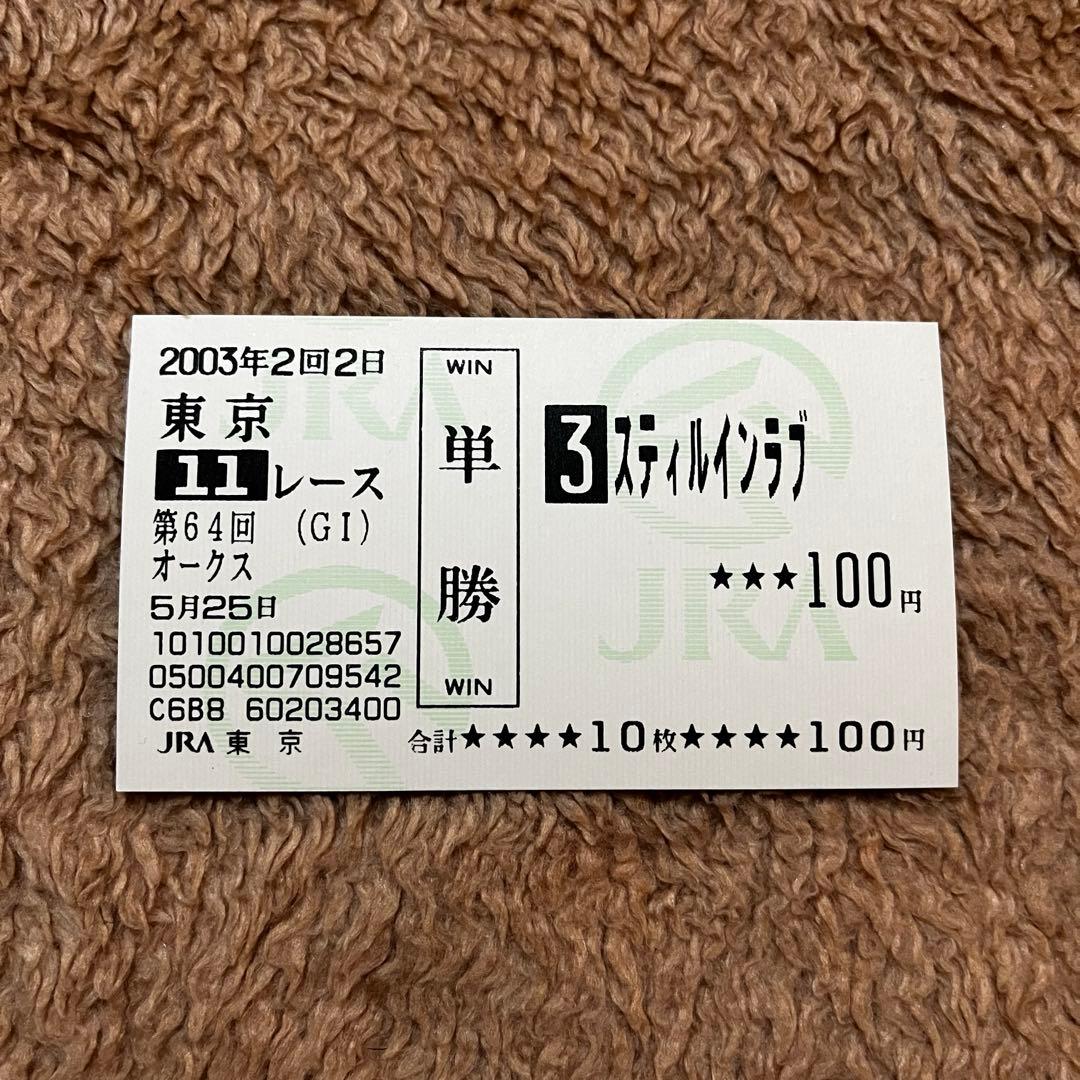 2003年2回2日
東京
11レース
第64回 (GI)
オークス
5月25日
1010010028657
0500400709542
C6B8 60203400
JRA 東京
WIN
単勝
WIN
3 スティルインラブ
★★★100円
合計★★★★10枚★★★★100円
JRA
JRA